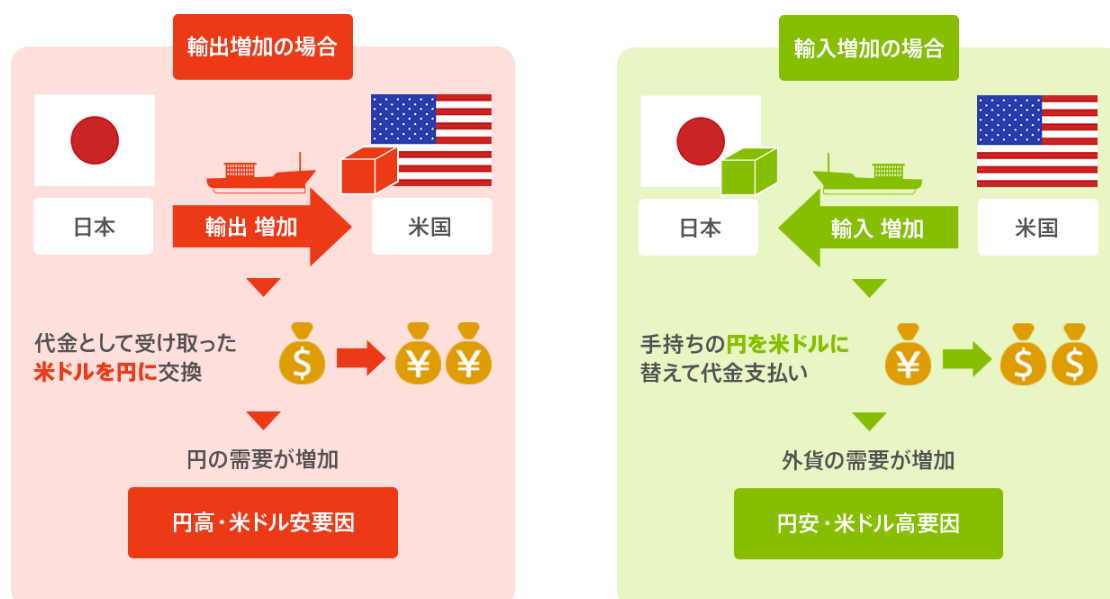 輸出増加の場合
日本
輸出 増加
米国
代金として受け取った
米ドルを円に交換
$
¥
¥
円の需要が増加
円高・米ドル安要因
輸入増加の場合
日本
輸入 増加
米国
手持ちの円を米ドルに
替えて代金支払い
¥
$
$
外貨の需要が増加
円安・米ドル高要因